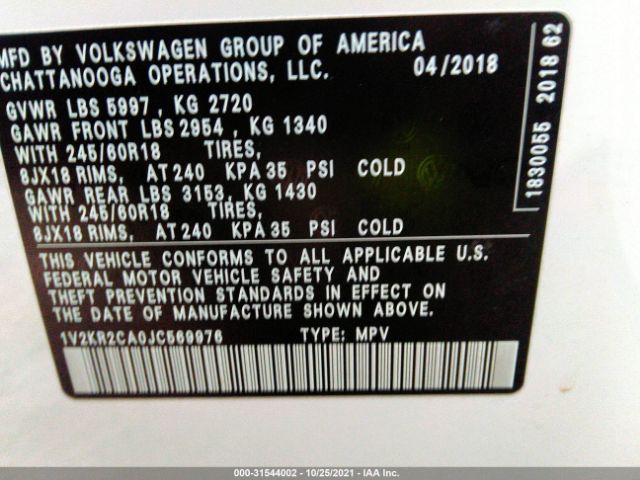 MFD BY VOLKSWAGEN GROUP OF AMERICA
CHATTANOOGA OPERATIONS, LLC. 04/2018
GVWR LBS 5997 , KG 2720
GAWR FRONT LBS 2954 , KG 1340
WITH 245/60R18 TIRES,
8JX18 RIMS, AT 240 KPA 35 PSI COLD
GAWR REAR LBS 3153, KG 1430
WITH 245/60R18 TIRES,
8JX18 RIMS, AT 240 KPA 35 PSI COLD
THIS VEHICLE CONFORMS TO ALL APPLICABLE U.S.
FEDERAL MOTOR VEHICLE SAFETY AND
THEFT PREVENTION STANDARDS IN EFFECT ON
THE DATE OF MANUFACTURE SHOWN ABOVE.
1V2KR2CA0JC569976 TYPE: MPV
1830055 2018 62
000-31544002 - 10/25/2021 - IAA Inc.